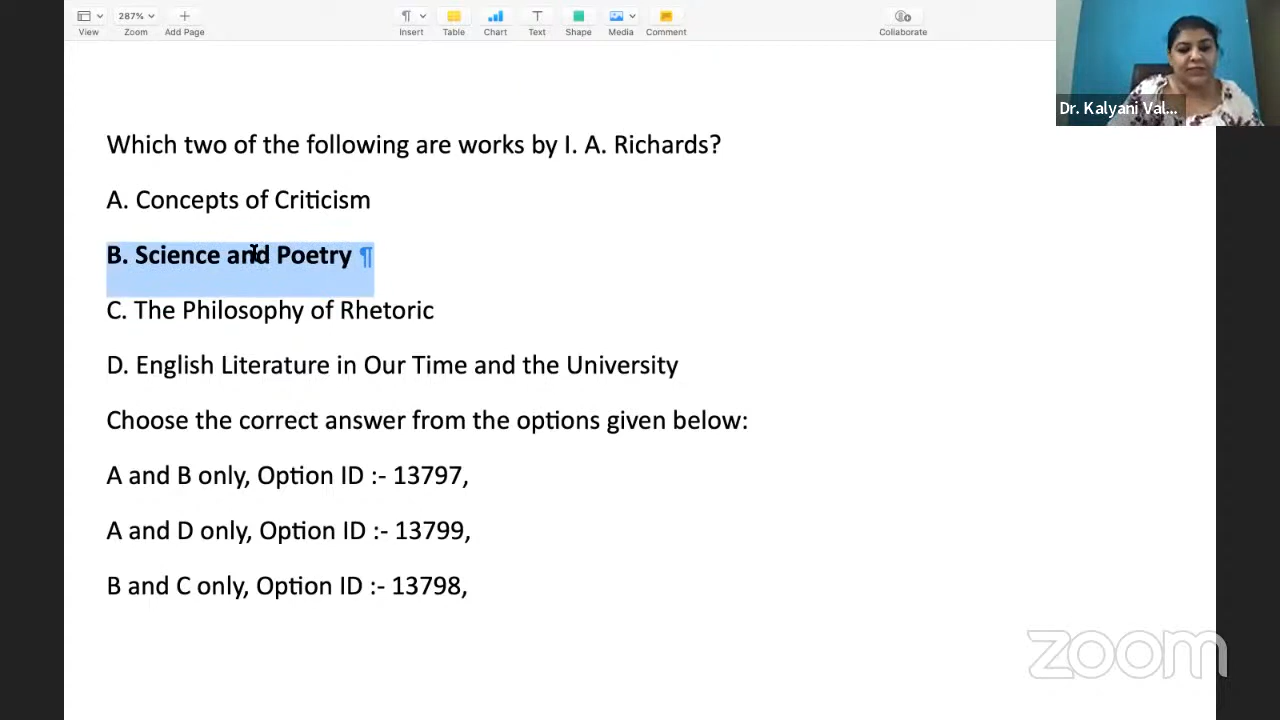 287%
View Zoom Add Page Insert Table Chart Text Shape Media Comment Collaborate
Dr. Kalyani Val...
Which two of the following are works by I. A. Richards?
A. Concepts of Criticism
B. Science and Poetry ¶
C. The Philosophy of Rhetoric
D. English Literature in Our Time and the University
Choose the correct answer from the options given below:
A and B only, Option ID :- 13797,
A and D only, Option ID :- 13799,
B and C only, Option ID :- 13798,
zoom